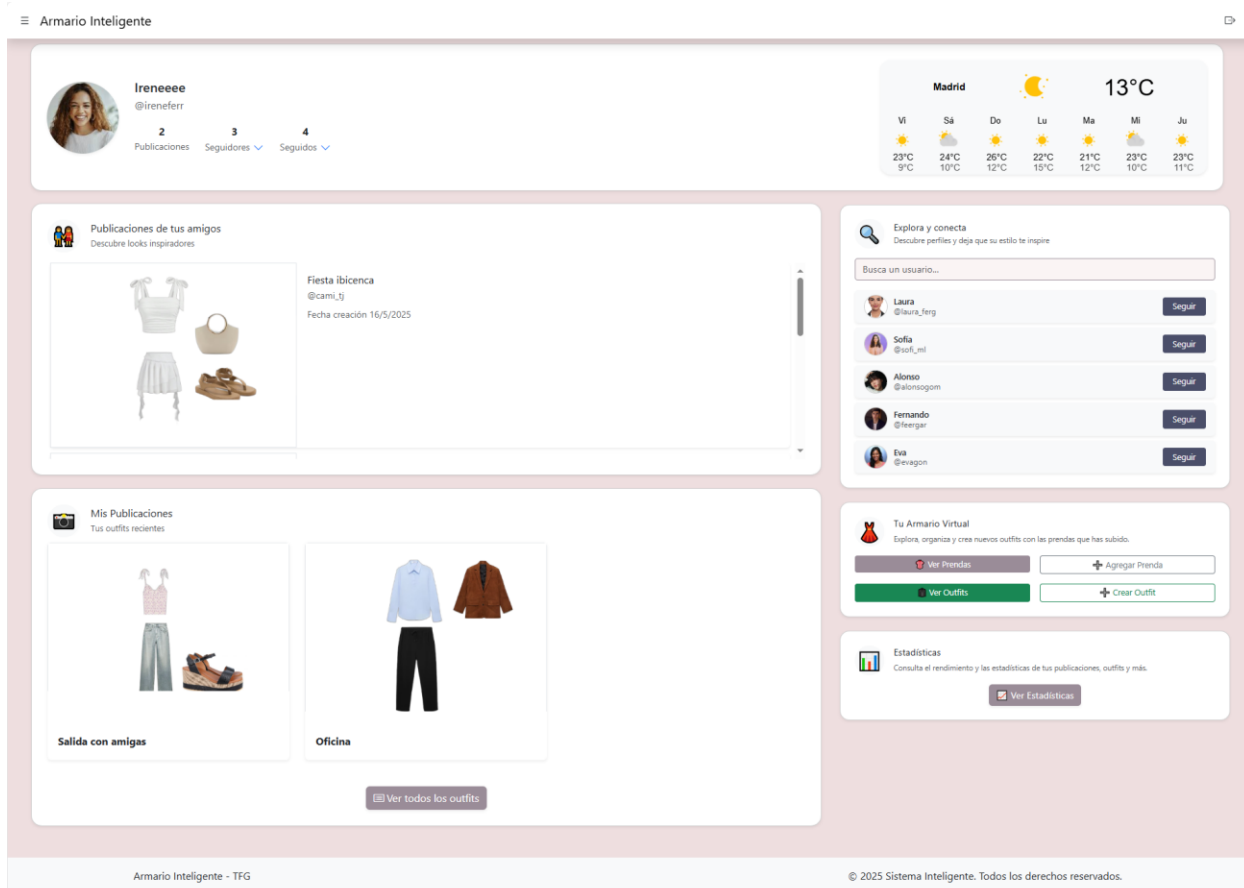 Armario Inteligente
Ireneeee
@ireneferr
2 3 4
Publicaciones Seguidores Seguidos
Madrid 13°C
Vi Sá Do Lu Ma Mi Ju
23°C 24°C 26°C 22°C 21°C 23°C 23°C
9°C 10°C 12°C 15°C 12°C 10°C 11°C
Publicaciones de tus amigos
Descubre looks inspiradores
Fiesta ibicenca
@cami_tj
Fecha creación 16/5/2025
Mis Publicaciones
Tus outfits recientes
Salida con amigas
Oficina
Ver todos los outfits
Explora y conecta
Descubre perfiles y deja que su estilo te inspire
Busca un usuario...
Laura
@laura_ferg
Seguir
Sofía
@sofi_ml
Seguir
Alonso
@alonsogom
Seguir
Fernando
@feergar
Seguir
Eva
@evagon
Seguir
Tu Armario Virtual
Explora, organiza y crea nuevos outfits con las prendas que has subido.
Ver Prendas
Agregar Prenda
Ver Outfits
Crear Outfit
Estadísticas
Consulta el rendimiento y las estadísticas de tus publicaciones, outfits y más.
Ver Estadísticas
Armario Inteligente - TFG
© 2025 Sistema Inteligente. Todos los derechos reservados.